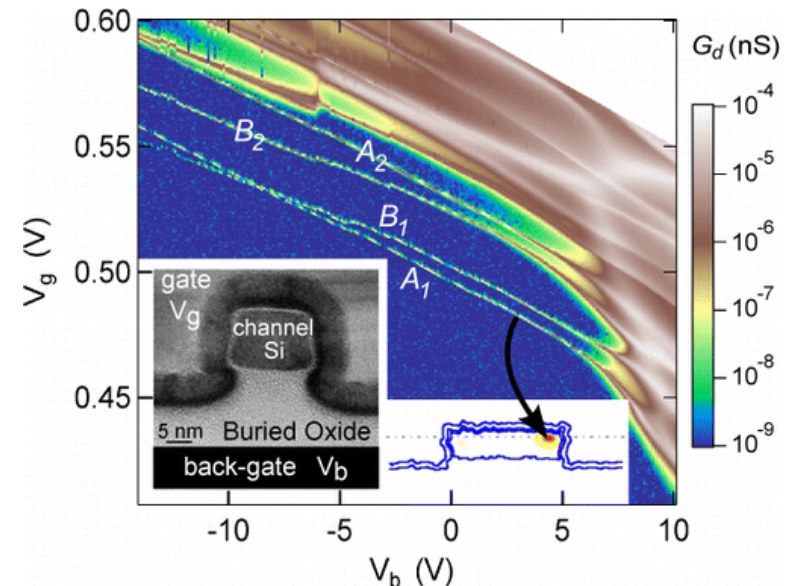 0.60
0.55
0.50
0.45
V_g (V)
B_2
A_2
B_1
A_1
gate
V_g
channel
Si
5 nm
Buried Oxide
back-gate V_b
-10
-5
0
5
10
V_b (V)
G_d (nS)
10^-4
10^-5
10^-6
10^-7
10^-8
10^-9